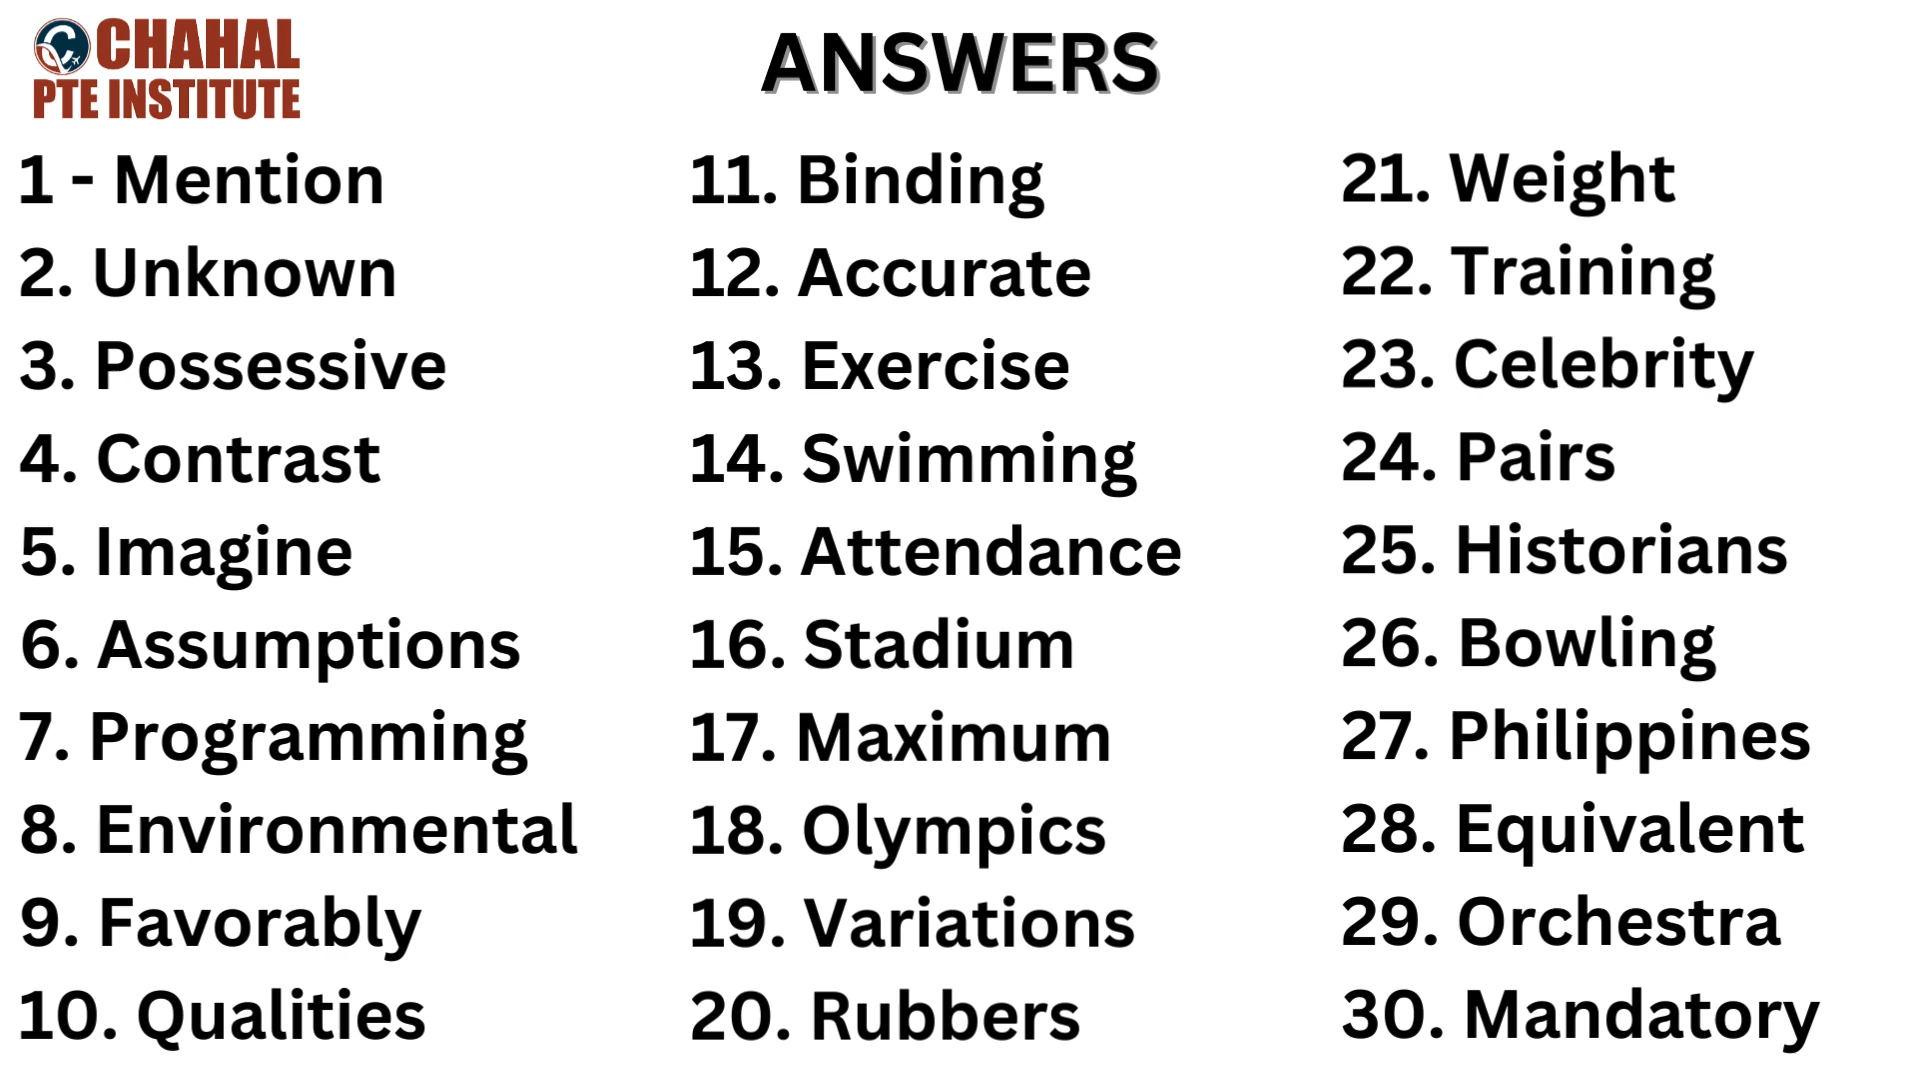 CHAHAL
PTE INSTITUTE
ANSWERS
1 - Mention
2. Unknown
3. Possessive
4. Contrast
5. Imagine
6. Assumptions
7. Programming
8. Environmental
9. Favorably
10. Qualities
11. Binding
12. Accurate
13. Exercise
14. Swimming
15. Attendance
16. Stadium
17. Maximum
18. Olympics
19. Variations
20. Rubbers
21. Weight
22. Training
23. Celebrity
24. Pairs
25. Historians
26. Bowling
27. Philippines
28. Equivalent
29. Orchestra
30. Mandatory